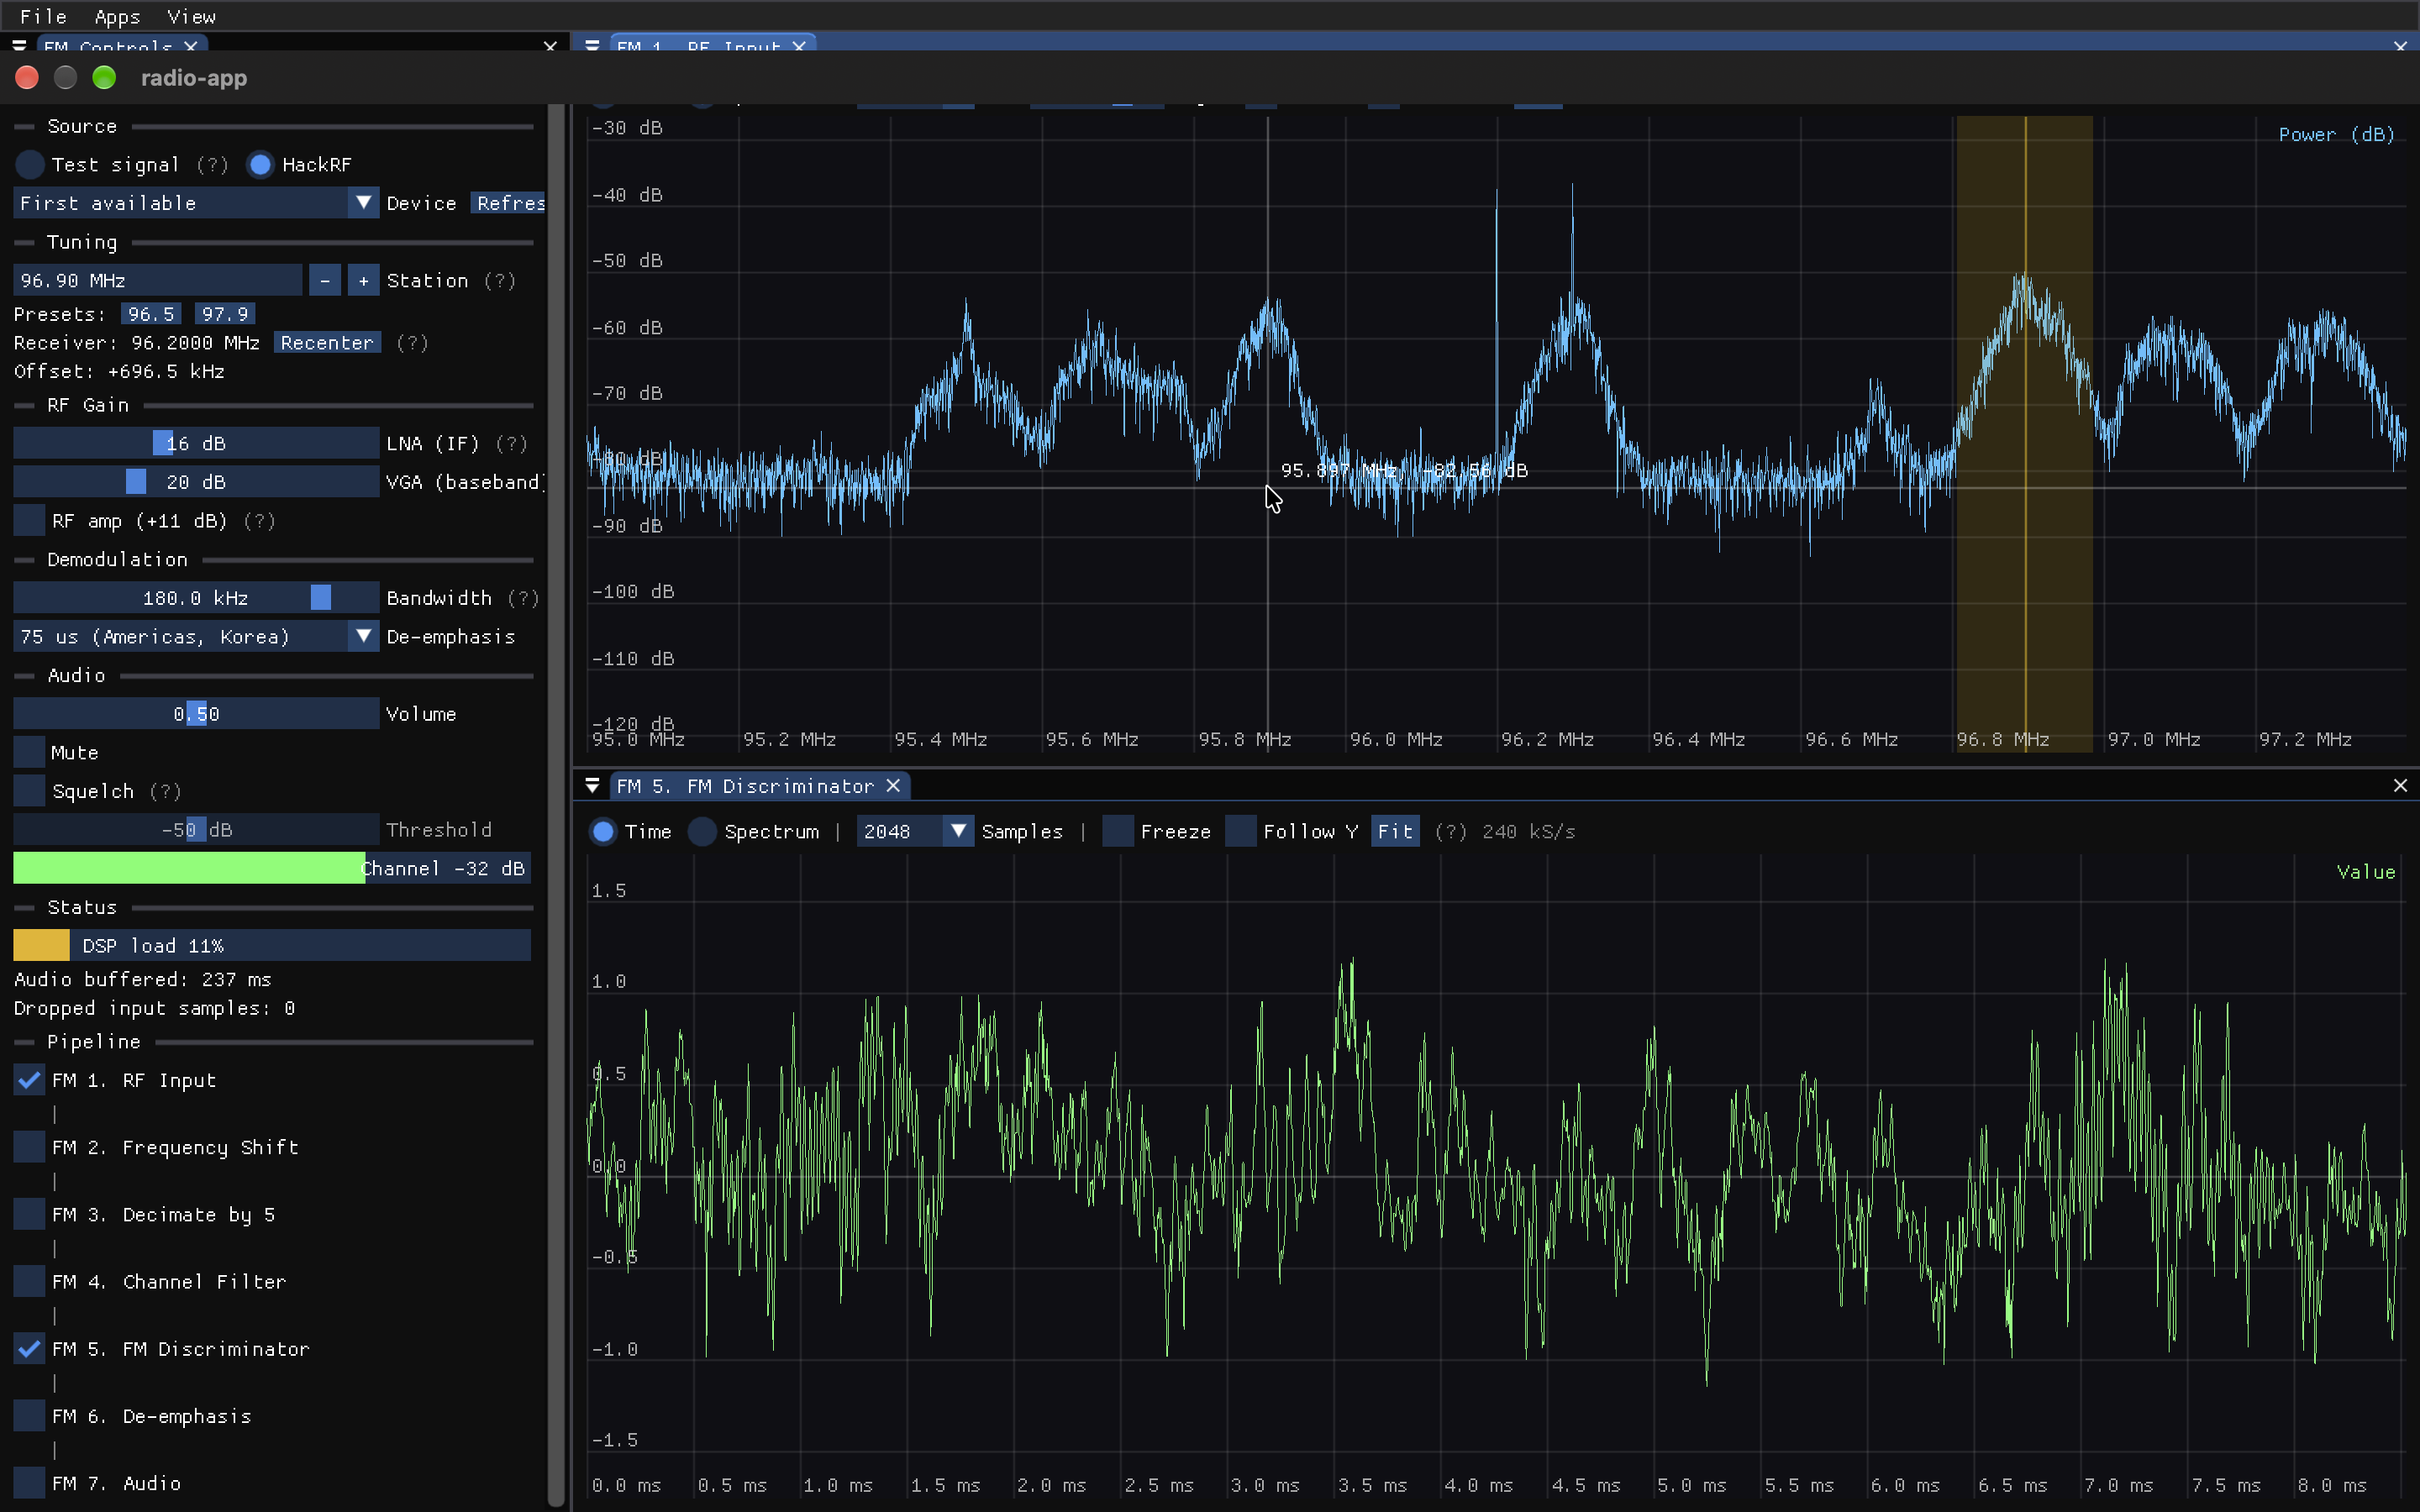 File Apps View
FM Controls
FM 1. RF Input
radio-app
Source
Test signal (?) HackRF
First available Device Refres
Tuning
96.90 MHz - + Station (?)
Presets: 96.5 97.9
Receiver: 96.2000 MHz Recenter (?)
Offset: +696.5 kHz
RF Gain
16 dB LNA (IF) (?)
20 dB VGA (baseband)
RF amp (+11 dB) (?)
Demodulation
180.0 kHz Bandwidth (?)
75 us (Americas, Korea) De-emphasis
Audio
0.50 Volume
Mute
Squelch (?)
-50 dB Threshold
Channel -32 dB
Status
DSP load 11%
Audio buffered: 237 ms
Dropped input samples: 0
Pipeline
FM 1. RF Input
|
FM 2. Frequency Shift
|
FM 3. Decimate by 5
|
FM 4. Channel Filter
|
FM 5. FM Discriminator
|
FM 6. De-emphasis
|
FM 7. Audio
Power (dB)
-30 dB
-40 dB
-50 dB
-60 dB
-70 dB
-80 dB
95.897 MHz, -82.56 dB
-90 dB
-100 dB
-110 dB
-120 dB
95.0 MHz 95.2 MHz 95.4 MHz 95.6 MHz 95.8 MHz 96.0 MHz 96.2 MHz 96.4 MHz 96.6 MHz 96.8 MHz 97.0 MHz 97.2 MHz
FM 5. FM Discriminator
Time Spectrum | 2048 Samples | Freeze Follow Y Fit (?) 240 kS/s
Value
1.5
1.0
0.5
0.0
-0.5
-1.0
-1.5
0.0 ms 0.5 ms 1.0 ms 1.5 ms 2.0 ms 2.5 ms 3.0 ms 3.5 ms 4.0 ms 4.5 ms 5.0 ms 5.5 ms 6.0 ms 6.5 ms 7.0 ms 7.5 ms 8.0 ms